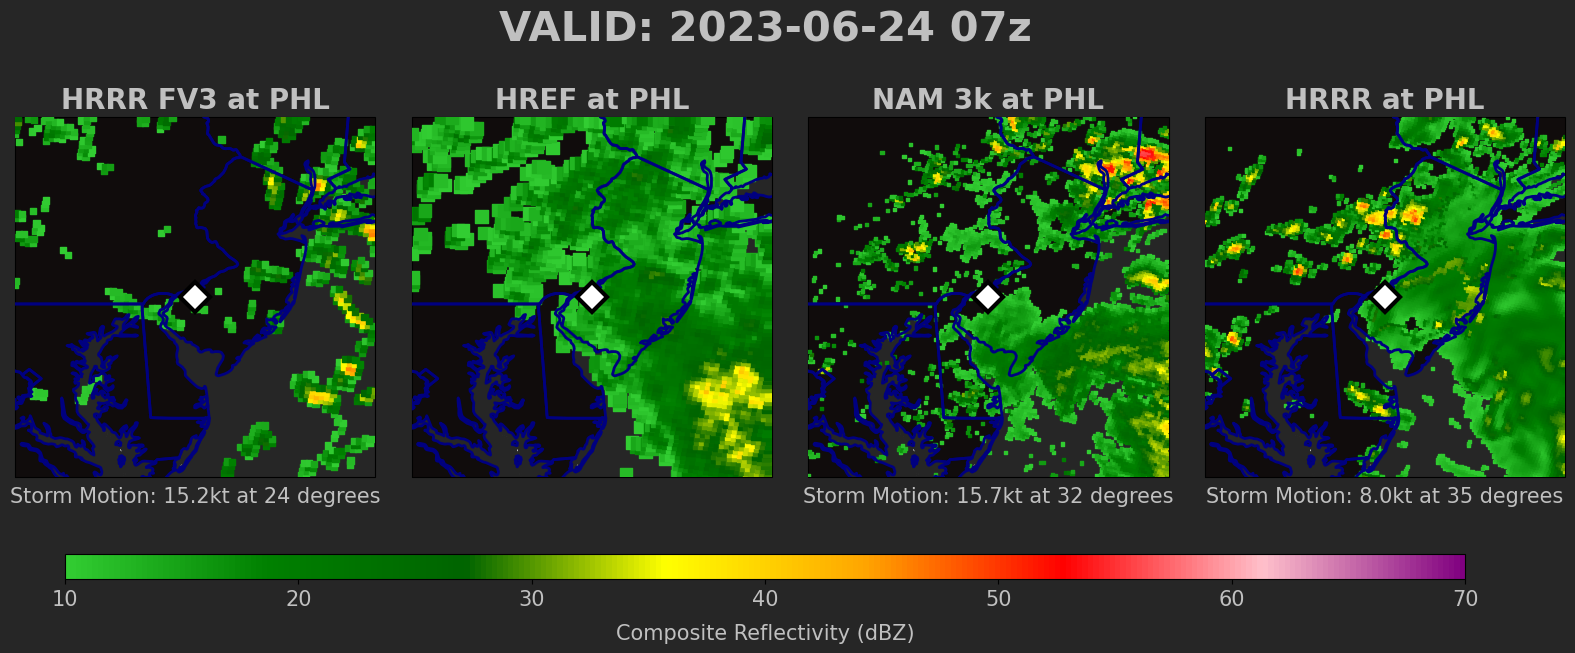 VALID: 2023-06-24 07z
HRRR FV3 at PHL
HREF at PHL
NAM 3k at PHL
HRRR at PHL
Storm Motion: 15.2kt at 24 degrees
Storm Motion: 15.7kt at 32 degrees
Storm Motion: 8.0kt at 35 degrees
10 20 30 40 50 60 70
Composite Reflectivity (dBZ)